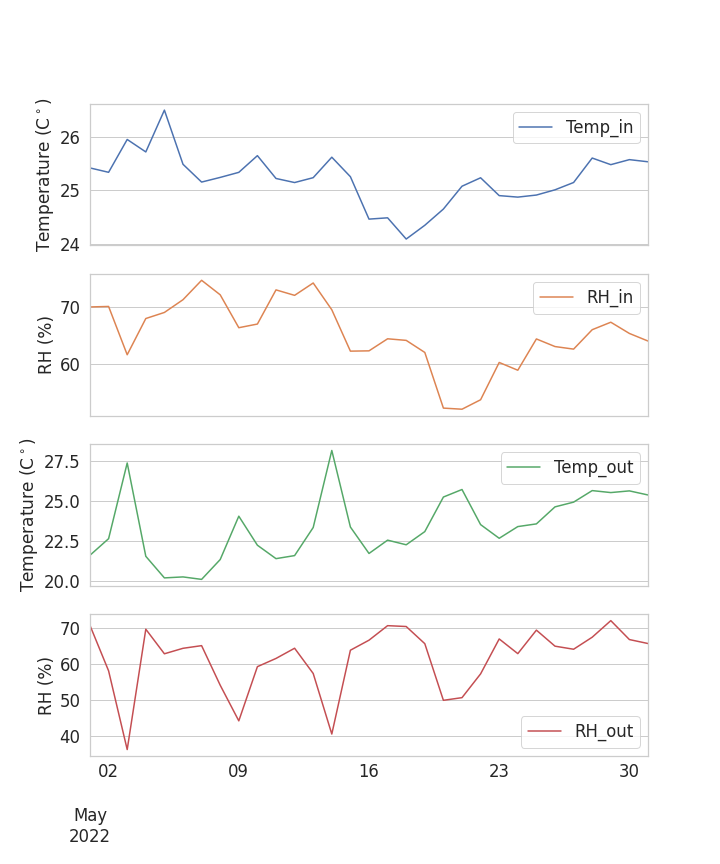 Temperature (C°)
26
25
24
Temp_in
RH (%)
70
60
RH_in
Temperature (C°)
27.5
25.0
22.5
20.0
Temp_out
RH (%)
70
60
50
40
RH_out
02 09 16 23 30
May
2022